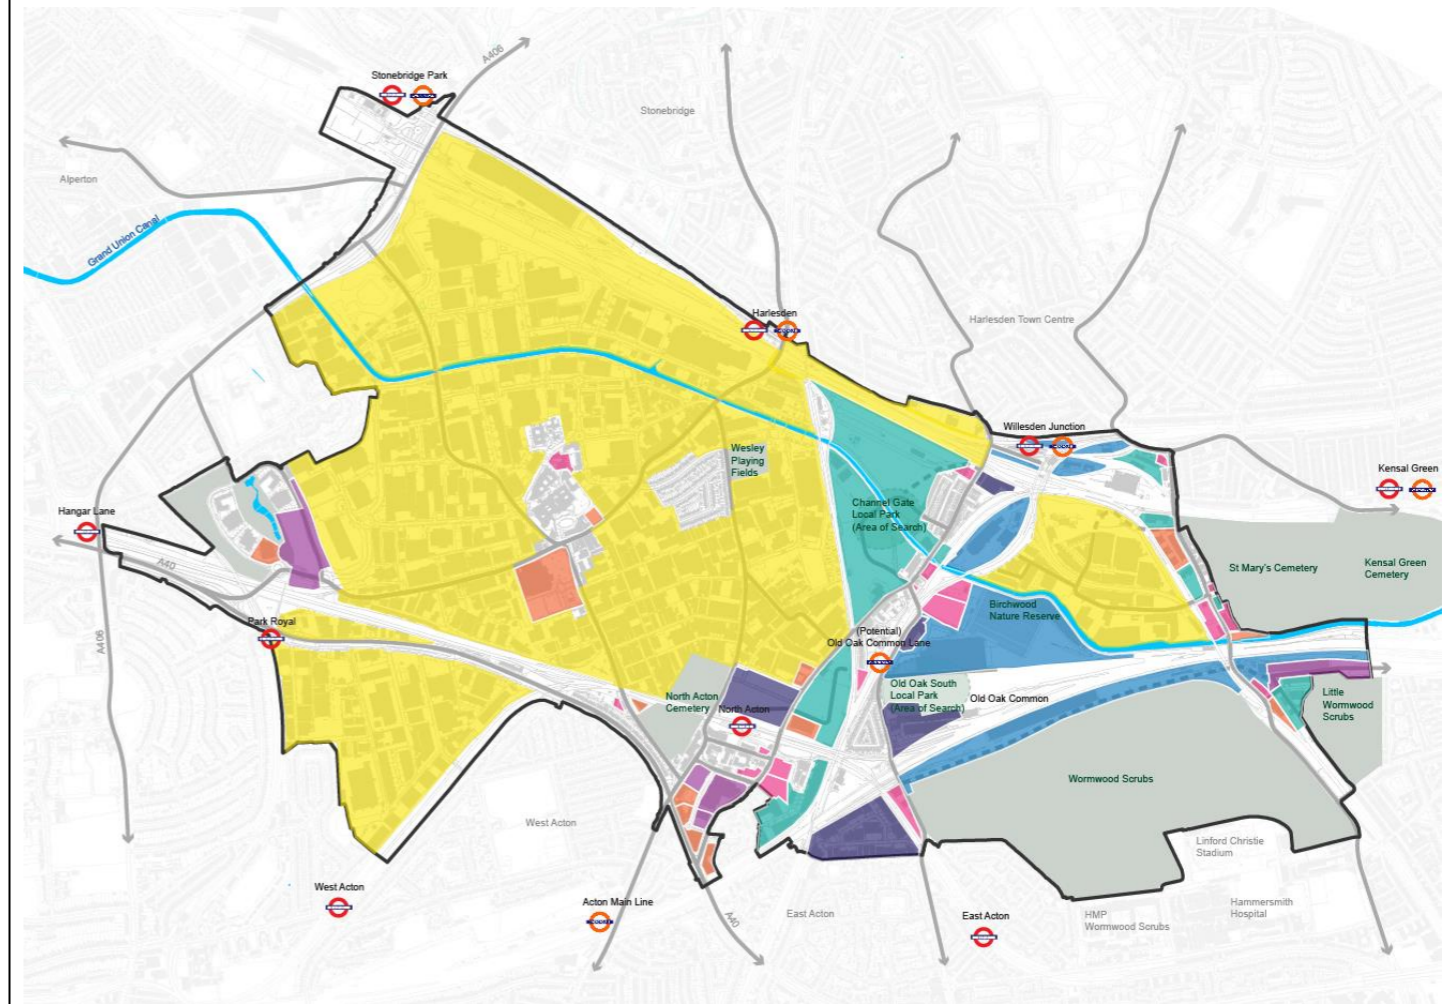 A406
Stonebridge Park
Stonebridge
Alperton
Grand Union Canal
Harlesden
Harlesden Town Centre
Willesden Junction
Wesley
Playing
Fields
Kensal Green
Channel Gate
Local Park
(Area of Search)
Hangar Lane
A40
St Mary's Cemetery
Kensal Green
Cemetery
Birchwood
Nature Reserve
Park Royal
A406
(Potential)
Old Oak Common Lane
North Acton
Cemetery
Old Oak South
Local Park
(Area of Search)
Old Oak Common
Little
Wormwood
Scrubs
North Acton
Wormwood Scrubs
West Acton
Linford Christie
Stadium
West Acton
Acton Main Line
A40
East Acton
East Acton
HMP
Wormwood Scrubs
Hammersmith
Hospital